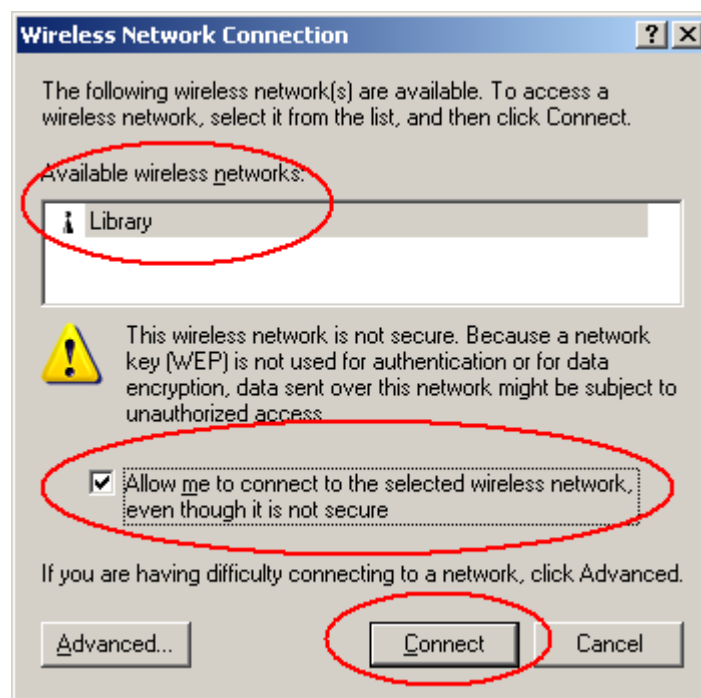 Wireless Network Connection
The following wireless network(s) are available. To access a
wireless network, select it from the list, and then click Connect.
Available wireless networks:
Library
This wireless network is not secure. Because a network
key (WEP) is not used for authentication or for data
encryption, data sent over this network might be subject to
unauthorized access
Allow me to connect to the selected wireless network,
even though it is not secure
If you are having difficulty connecting to a network, click Advanced.
Advanced... Connect Cancel